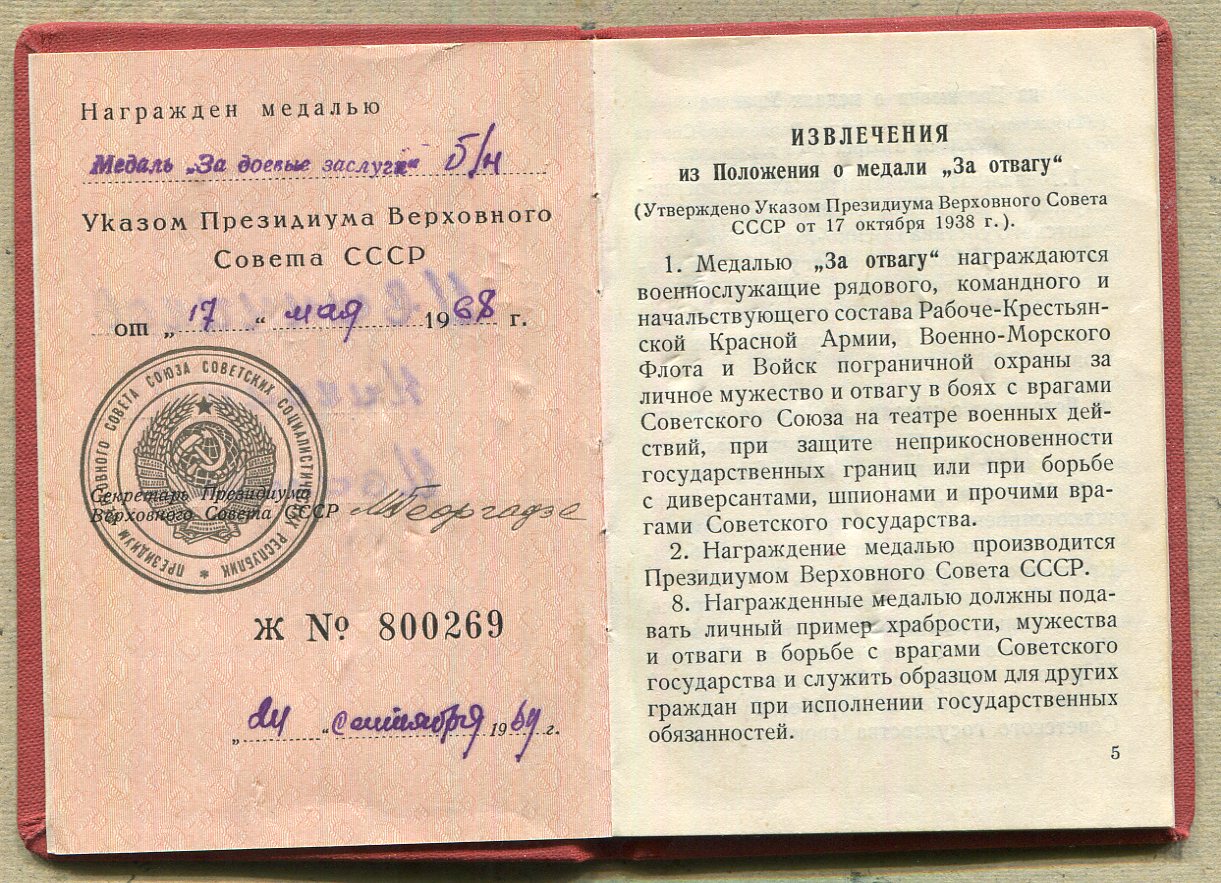 Награжден медалью
Медаль „За доевые заслуги“ б/н
Указом Президиума Верховного
Совета СССР
от „17“ мая 1968 г.
ПРЕЗИДИУМ ВЕРХОВНОГО СОВЕТА СОЮЗА СОВЕТСКИХ СОЦИАЛИСТИЧЕСКИХ РЕСПУБЛИК *
Секретарь Президиума
Верховного Совета СССР МГеоргадзе
Ж № 800269
„24“ сентября 1969 г.
ИЗВЛЕЧЕНИЯ
из Положения о медали „За отвагу“
(Утверждено Указом Президиума Верховного Совета
СССР от 17 октября 1938 г.).
1. Медалью „За отвагу“ награждаются
военнослужащие рядового, командного и
начальствующего состава Рабоче-Крестьян-
ской Красной Армии, Военно-Морского
Флота и Войск пограничной охраны за
личное мужество и отвагу в боях с врагами
Советского Союза на театре военных дей-
ствий, при защите неприкосновенности
государственных границ или при борьбе
с диверсантами, шпионами и прочими вра-
гами Советского государства.
2. Награждение медалью производится
Президиумом Верховного Совета СССР.
8. Награжденные медалью должны пода-
вать личный пример храбрости, мужества
и отваги в борьбе с врагами Советского
государства и служить образцом для других
граждан при исполнении государственных
обязанностей.
5